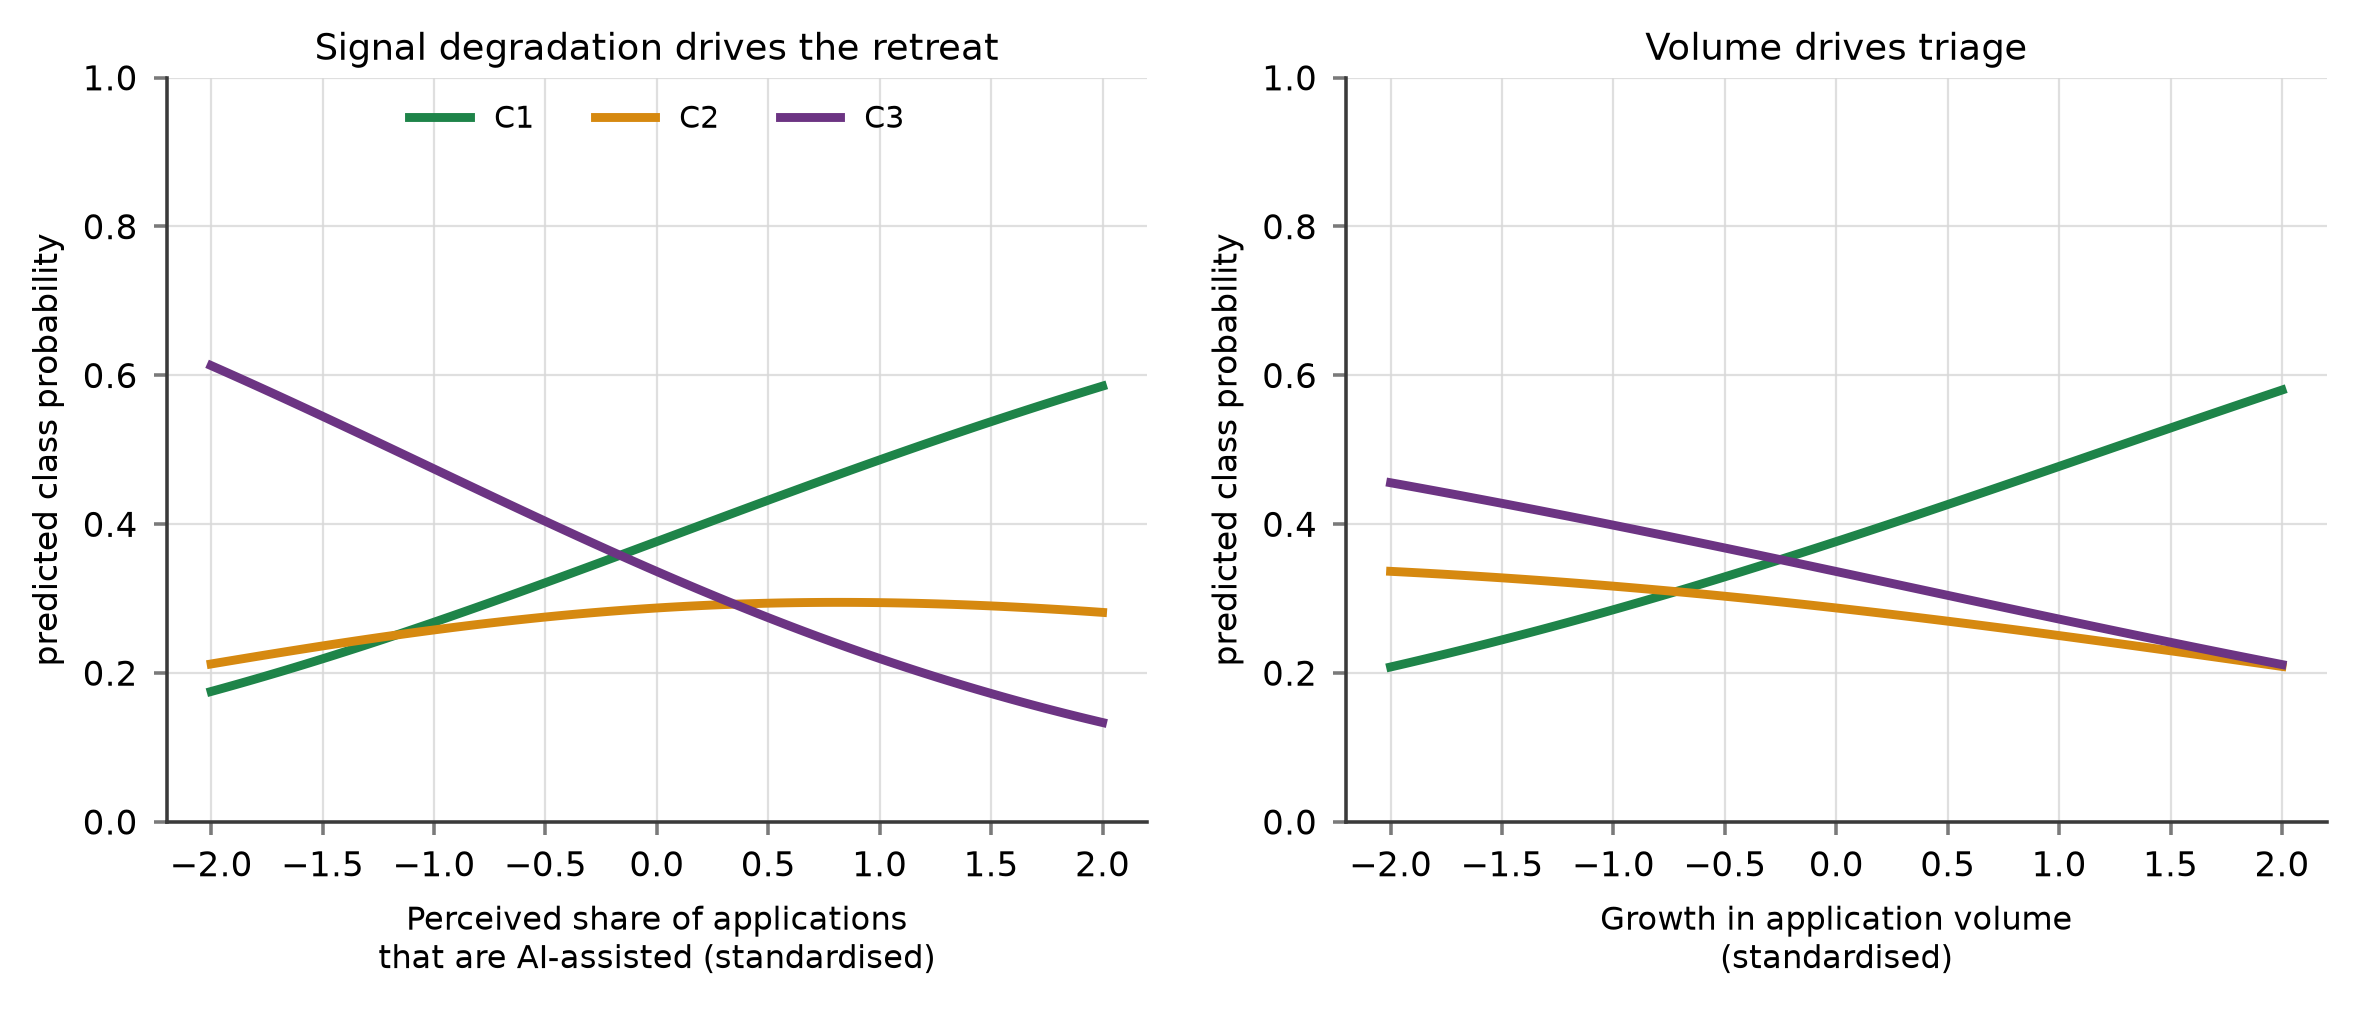 Signal degradation drives the retreat
1.0
0.8
0.6
0.4
0.2
0.0
predicted class probability
C1 C2 C3
−2.0 −1.5 −1.0 −0.5 0.0 0.5 1.0 1.5 2.0
Perceived share of applications
that are AI-assisted (standardised)
Volume drives triage
1.0
0.8
0.6
0.4
0.2
0.0
predicted class probability
−2.0 −1.5 −1.0 −0.5 0.0 0.5 1.0 1.5 2.0
Growth in application volume
(standardised)